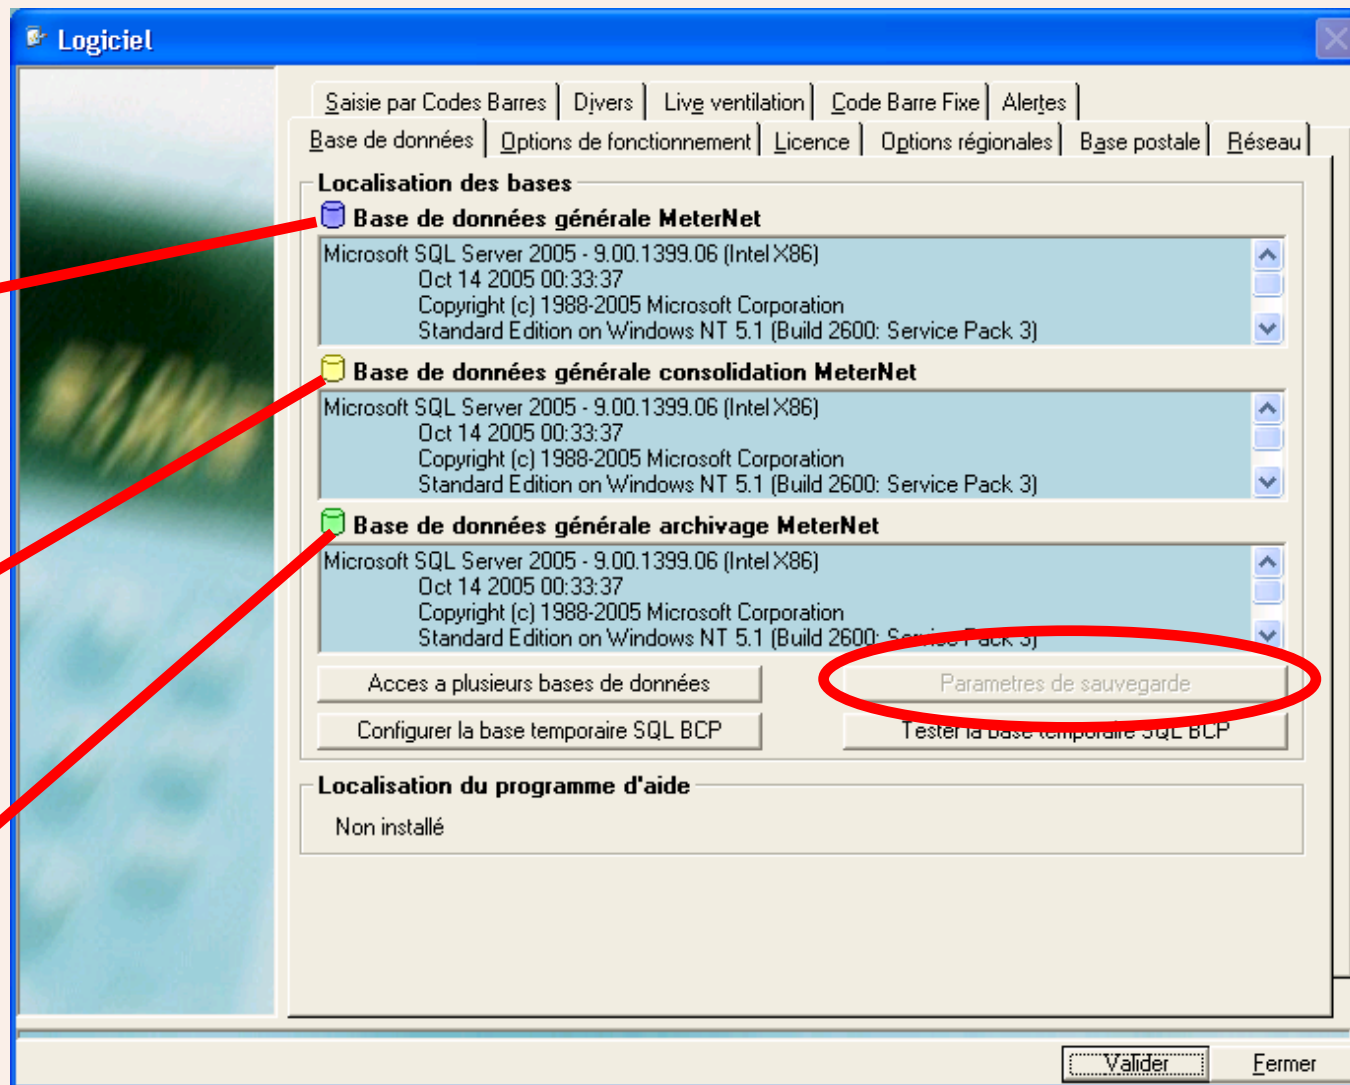 Logiciel
Saisie par Codes Barres Divers Live ventilation Code Barre Fixe Alertes
Base de données Options de fonctionnement Licence Options régionales Base postale Réseau
Localisation des bases
Base de données générale MeterNet
Microsoft SQL Server 2005 - 9.00.1399.06 (Intel X86)
Oct 14 2005 00:33:37
Copyright (c) 1988-2005 Microsoft Corporation
Standard Edition on Windows NT 5.1 (Build 2600: Service Pack 3)
Base de données générale consolidation MeterNet
Microsoft SQL Server 2005 - 9.00.1399.06 (Intel X86)
Oct 14 2005 00:33:37
Copyright (c) 1988-2005 Microsoft Corporation
Standard Edition on Windows NT 5.1 (Build 2600: Service Pack 3)
Base de données générale archivage MeterNet
Microsoft SQL Server 2005 - 9.00.1399.06 (Intel X86)
Oct 14 2005 00:33:37
Copyright (c) 1988-2005 Microsoft Corporation
Standard Edition on Windows NT 5.1 (Build 2600: Service Pack 3)
Acces a plusieurs bases de données Parametres de sauvegarde
Configurer la base temporaire SQL BCP Tester la base temporaire SQL BCP
Localisation du programme d'aide
Non installé
Valider Fermer